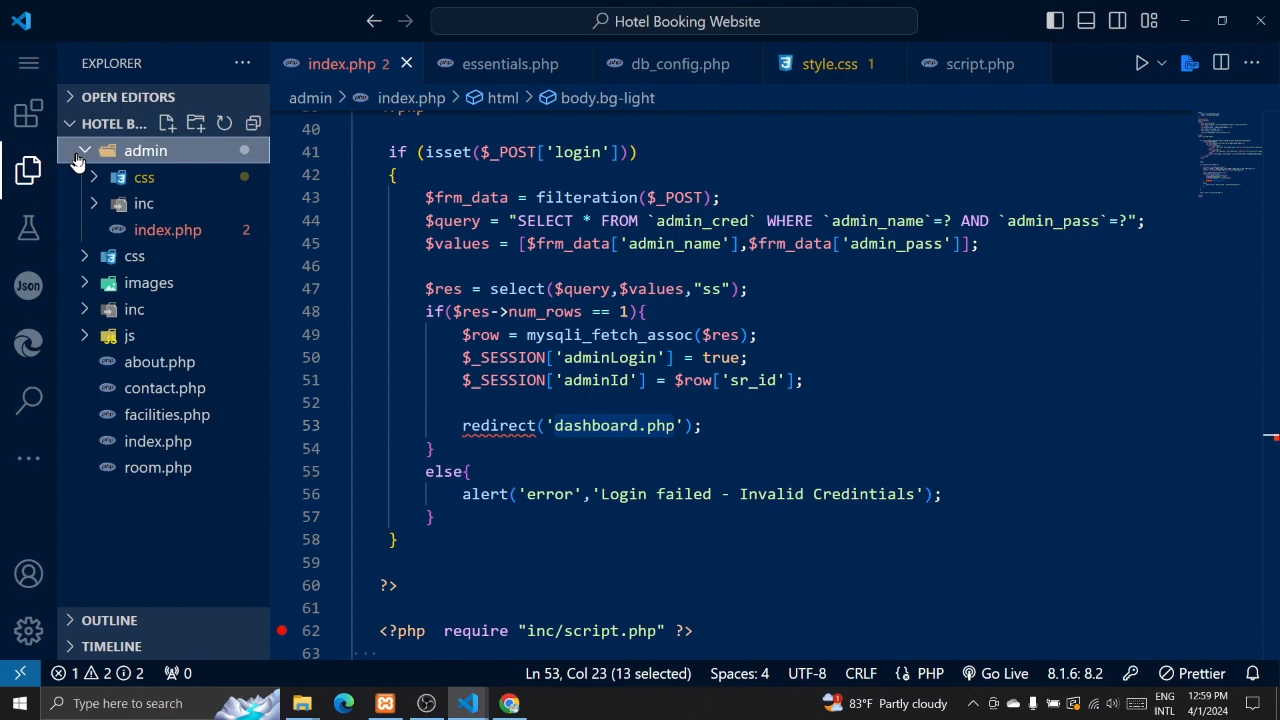 Hotel Booking Website
EXPLORER
index.php 2
essentials.php
db_config.php
style.css 1
script.php
OPEN EDITORS
admin > index.php > html > body.bg-light
HOTEL B...
admin
css
inc
index.php 2
css
images
inc
js
about.php
contact.php
facilities.php
index.php
room.php
OUTLINE
TIMELINE
Json
40
41 if (isset($_POST['login']))
42 {
43 $frm_data = filteration($_POST);
44 $query = "SELECT * FROM `admin_cred` WHERE `admin_name`=? AND `admin_pass`=?";
45 $values = [$frm_data['admin_name'],$frm_data['admin_pass']];
46
47 $res = select($query,$values,"ss");
48 if($res->num_rows == 1){
49 $row = mysqli_fetch_assoc($res);
50 $_SESSION['adminLogin'] = true;
51 $_SESSION['adminId'] = $row['sr_id'];
52
53 redirect('dashboard.php');
54 }
55 else{
56 alert('error','Login failed - Invalid Credintials');
57 }
58 }
59
60 ?>
61
62 <?php require "inc/script.php" ?>
63
1 2 2 0
Ln 53, Col 23 (13 selected) Spaces: 4 UTF-8 CRLF PHP Go Live 8.1.6: 8.2 Prettier
Type here to search
83°F Partly cloudy
ENG
INTL
12:59 PM
4/1/2024